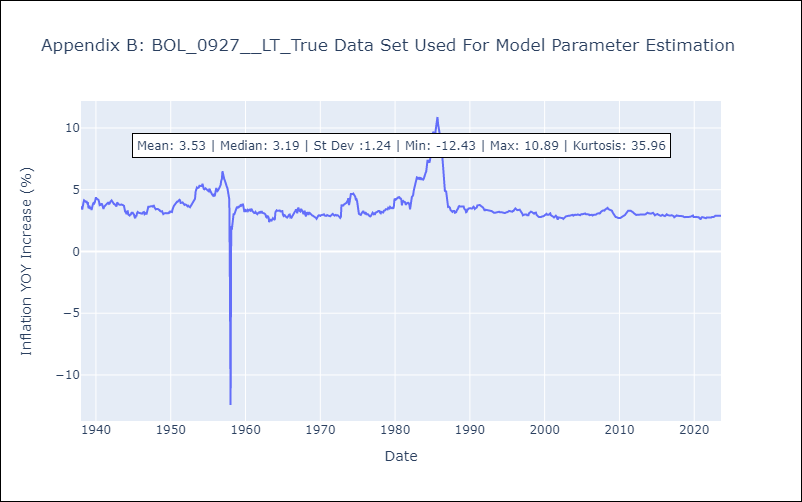 Appendix B: BOL_0927__LT_True Data Set Used For Model Parameter Estimation
Mean: 3.53 | Median: 3.19 | St Dev :1.24 | Min: -12.43 | Max: 10.89 | Kurtosis: 35.96
Inflation YOY Increase (%)
10
5
0
−5
−10
1940 1950 1960 1970 1980 1990 2000 2010 2020
Date